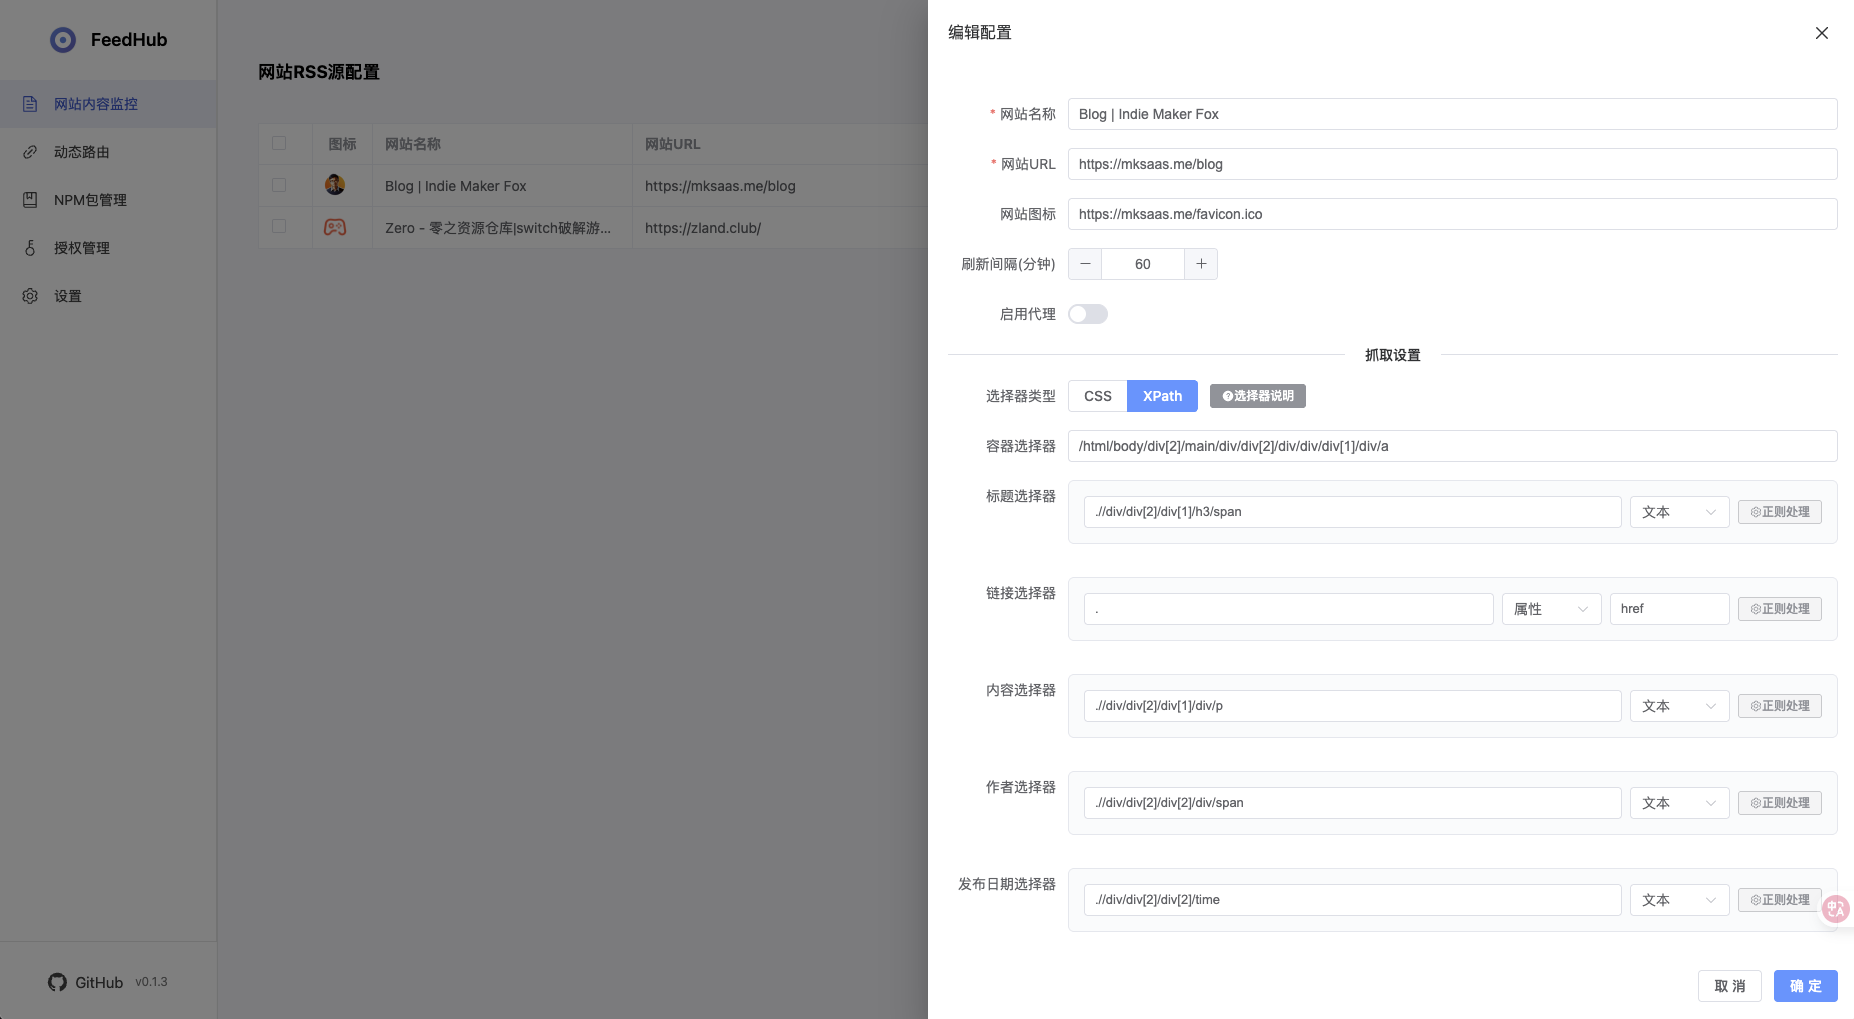 FeedHub
网站内容监控
动态路由
NPM包管理
授权管理
设置
GitHub v0.1.3
网站RSS源配置
图标 网站名称 网站URL
Blog | Indie Maker Fox https://mksaas.me/blog
Zero - 零之资源仓库|switch破解游... https://zland.club/
编辑配置
* 网站名称 Blog | Indie Maker Fox
* 网站URL https://mksaas.me/blog
网站图标 https://mksaas.me/favicon.ico
刷新间隔(分钟) 60
启用代理
抓取设置
选择器类型 CSS XPath 选择器说明
容器选择器 /html/body/div[2]/main/div/div[2]/div/div/div[1]/div/a
标题选择器 .//div/div[2]/div[1]/h3/span 文本 正则处理
链接选择器 . 属性 href 正则处理
内容选择器 .//div/div[2]/div[1]/div/p 文本 正则处理
作者选择器 .//div/div[2]/div[2]/div/span 文本 正则处理
发布日期选择器 .//div/div[2]/div[2]/time 文本 正则处理
中A
取消 确定